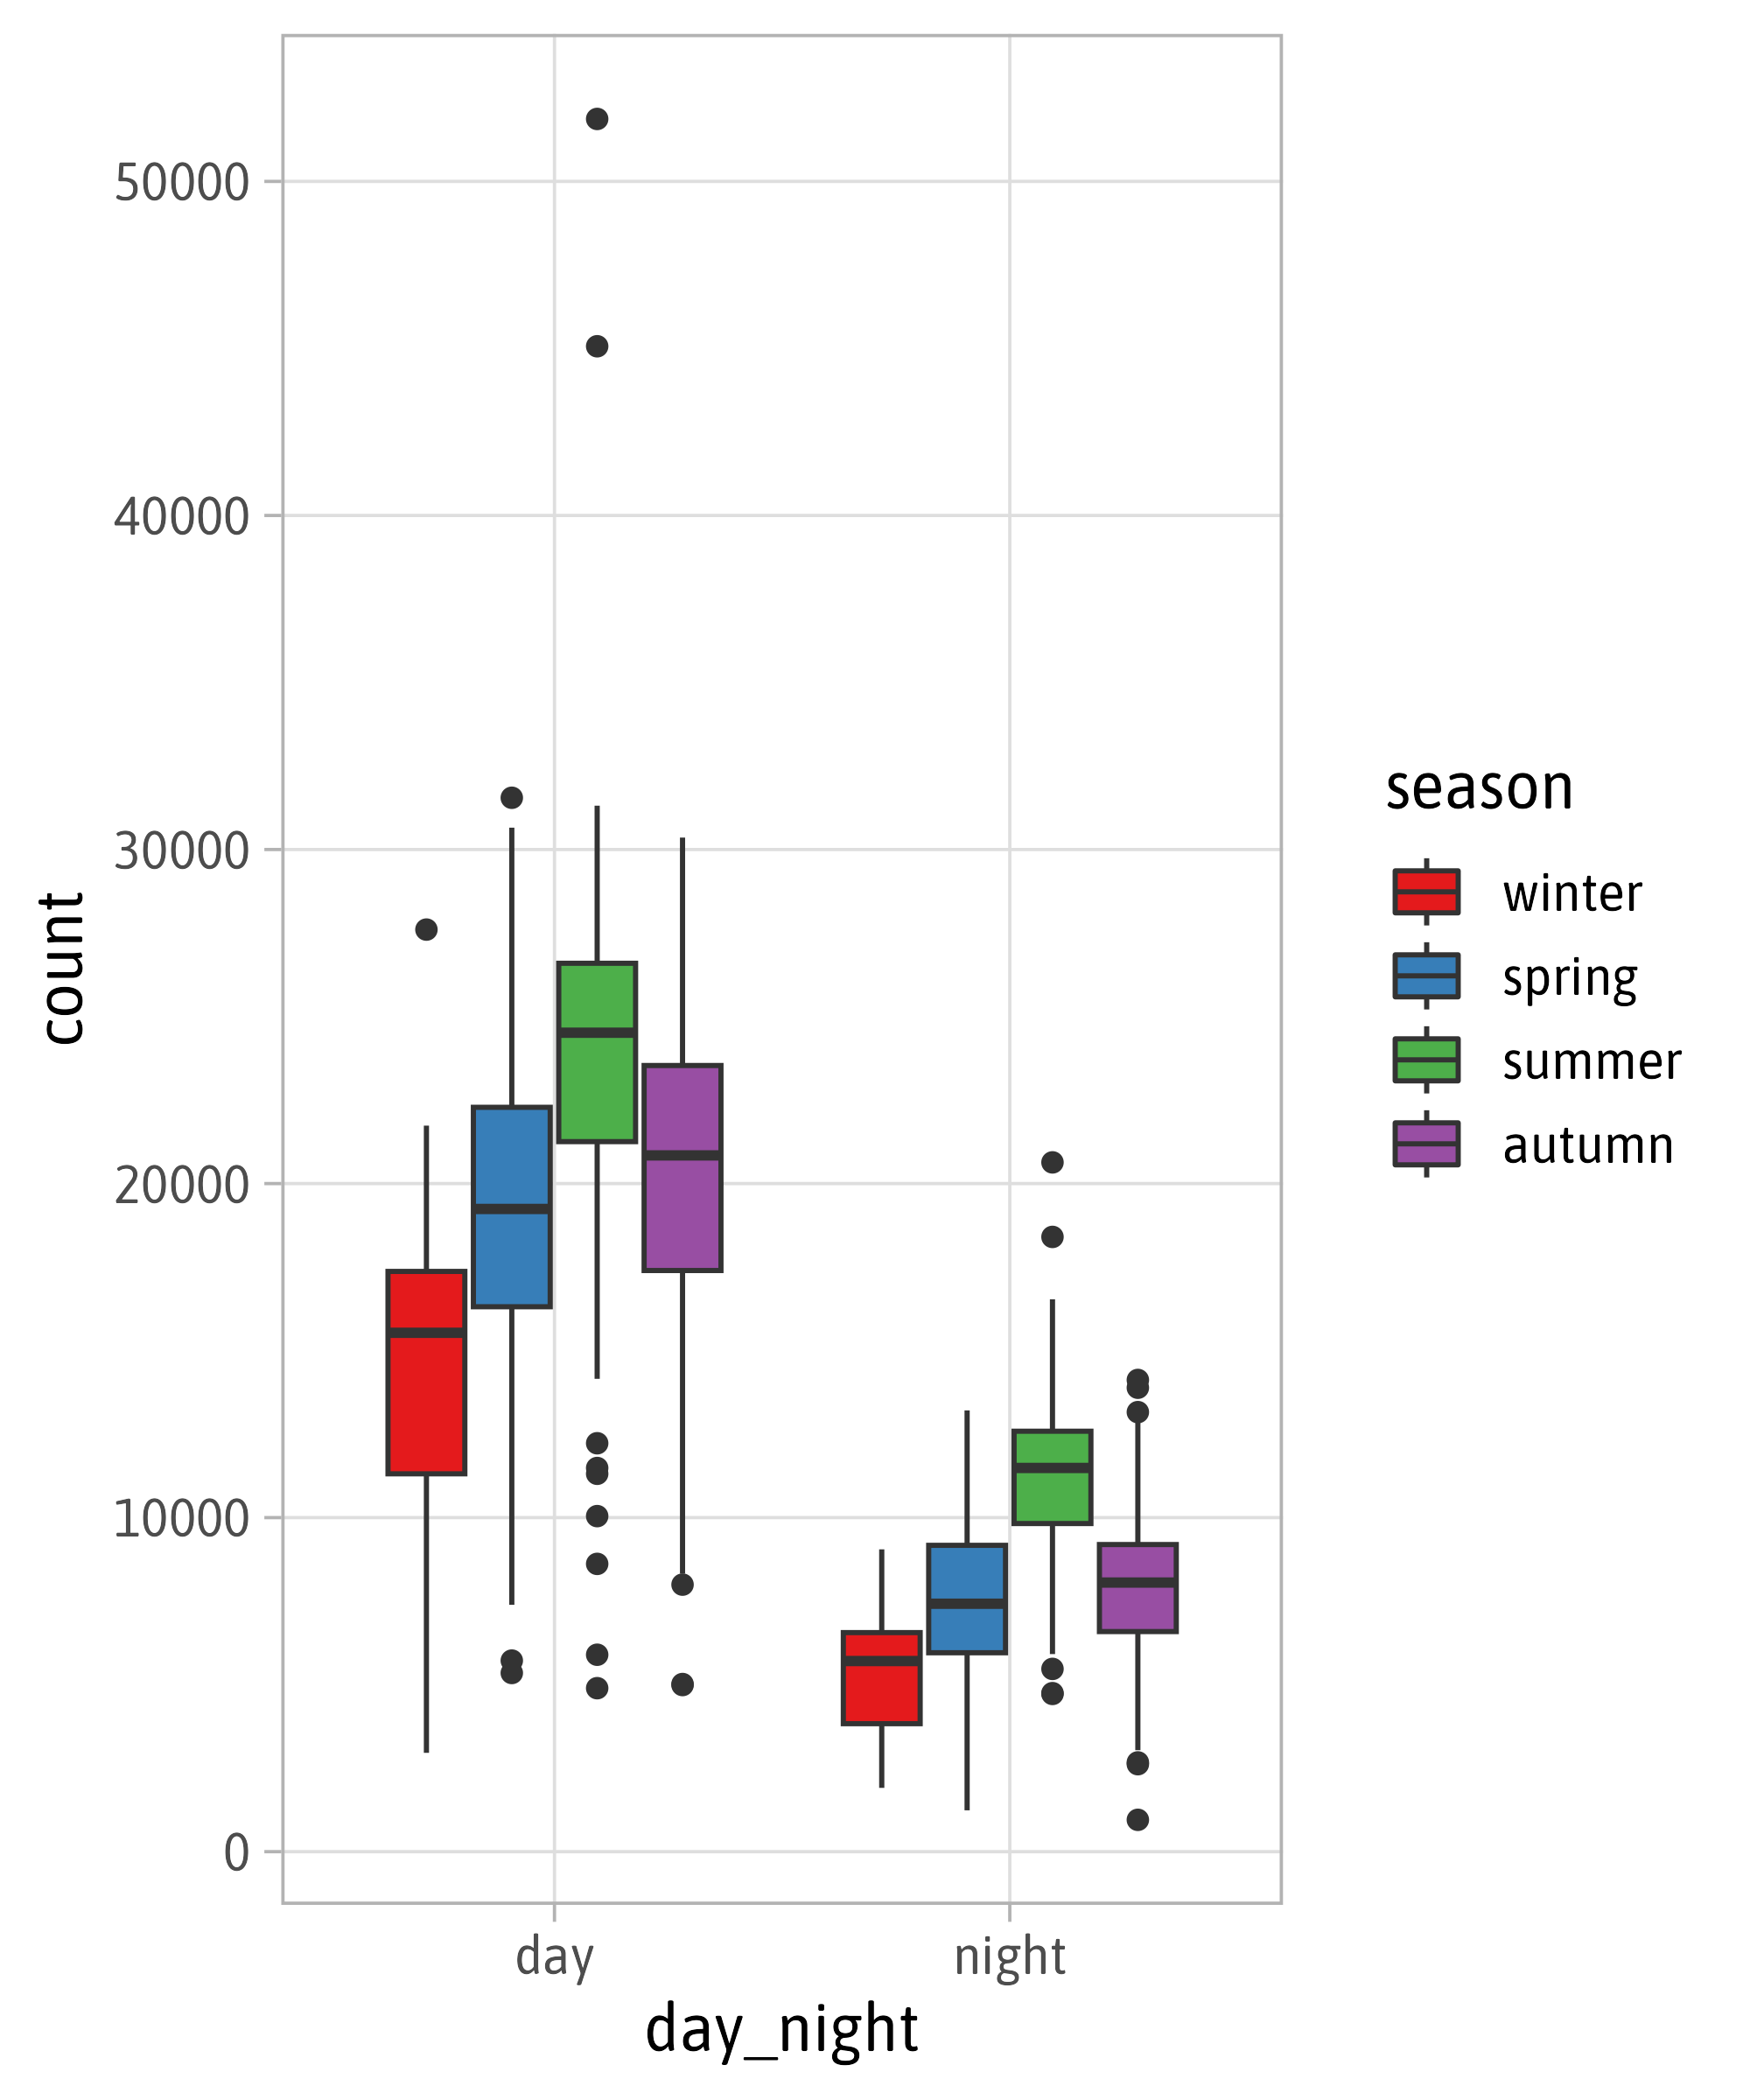 count
50000
40000
30000
20000
10000
0
day night
day_night
season
winter
spring
summer
autumn